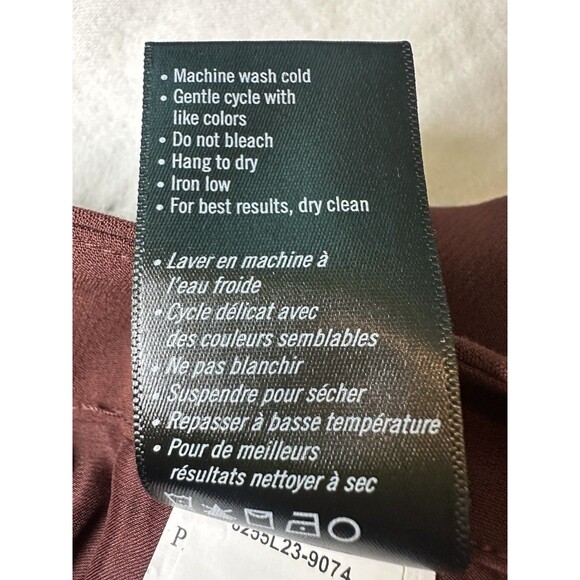 • Machine wash cold
• Gentle cycle with
like colors
• Do not bleach
• Hang to dry
• Iron low
• For best results, dry clean
• Laver en machine à
l'eau froide
• Cycle délicat avec
des couleurs semblables
• Ne pas blanchir
• Suspendre pour sécher
• Repasser à basse température
• Pour de meilleurs
résultats nettoyer à sec
6255L23-9074
P.